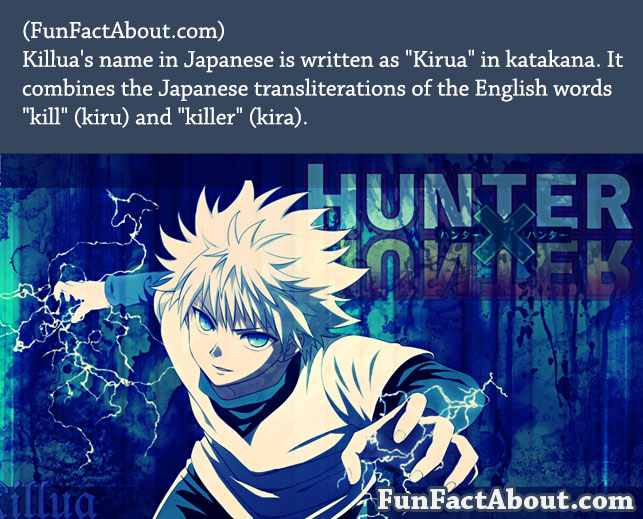 (FunFactAbout.com)
Killua's name in Japanese is written as "Kirua" in katakana. It
combines the Japanese transliterations of the English words
"kill" (kiru) and "killer" (kira).
HUNTER
ハンター × ハンター
HUNTER
Killua
FunFactAbout.com